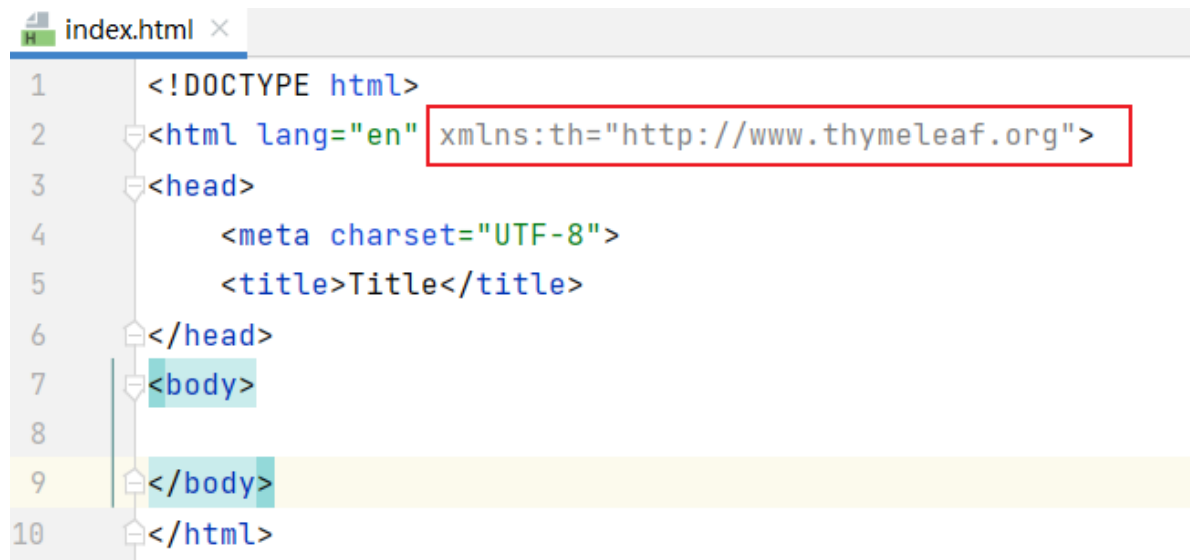 H index.html ×
1 <!DOCTYPE html>
2 <html lang="en" xmlns:th="http://www.thymeleaf.org">
3 <head>
4     <meta charset="UTF-8">
5     <title>Title</title>
6 </head>
7 <body>
8
9 </body>
10 </html>